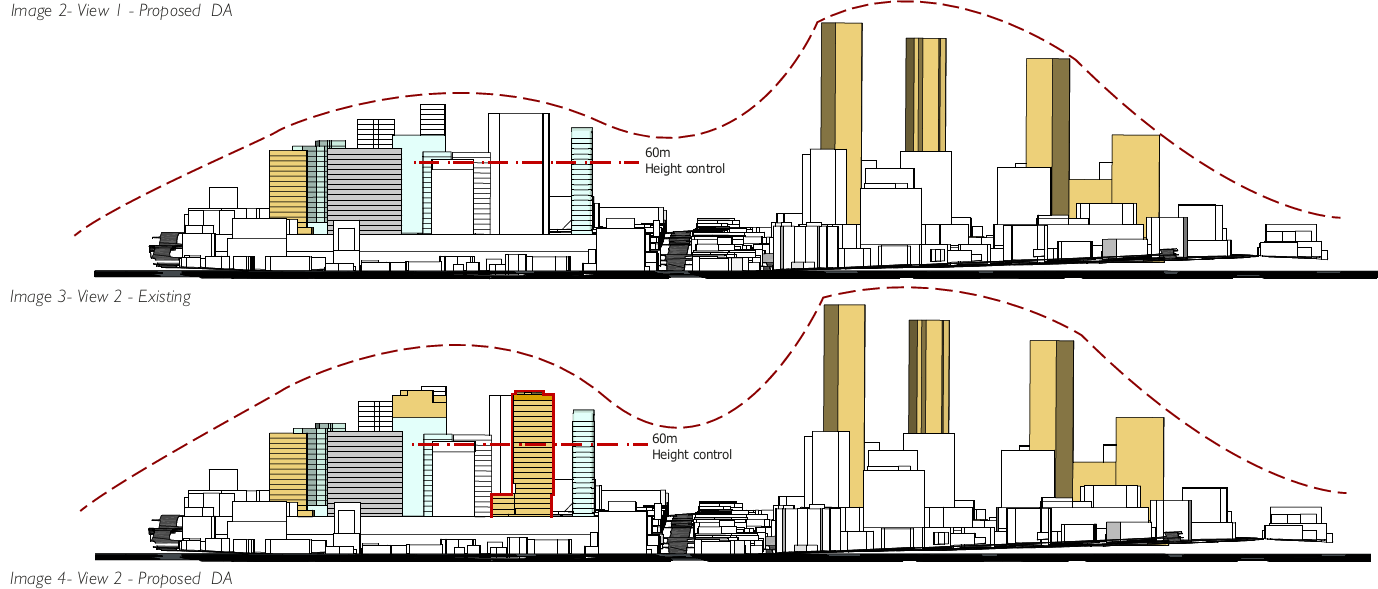 Image 2- View 1 - Proposed DA
60m
Height control
Image 3- View 2 - Existing
60m
Height control
Image 4- View 2 - Proposed DA